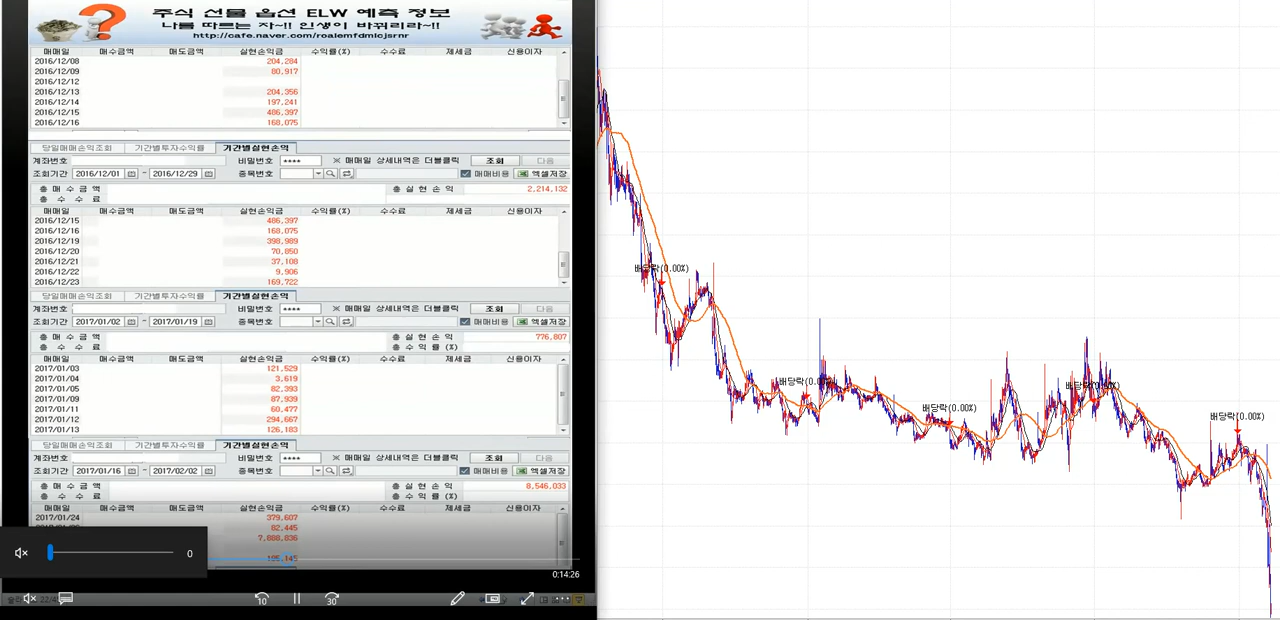 주식 선물 옵션 ELW 예측 정보
나를 따르는 자~!! 인생이 바뀌리라~!!
http://cafe.naver.com/roalemfdmlcjsrnr
매매일 매수금액 매도금액 실현손익금 수익률(%) 수수료 제세금 신용이자
2016/12/08 204,284
2016/12/09 80,917
2016/12/12
2016/12/13 204,356
2016/12/14 197,241
2016/12/15 486,397
2016/12/16 168,075
당일매매손익조회 기간별투자수익률 기간별실현손익
계좌번호 비밀번호 **** ※ 매매일 상세내역은 더블클릭 조회 다음
조회기간 2016/12/01 ~ 2016/12/29 종목번호 매매비용 엑셀저장
총 매 수 금 액 총 실 현 손 익 2,214,132
총 수 수 료
매매일 매수금액 매도금액 실현손익금 수익률(%) 수수료 제세금 신용이자
2016/12/15 486,397
2016/12/16 168,075
2016/12/19 398,989
2016/12/20 70,850
2016/12/21 37,108
2016/12/22 9,906
2016/12/23 169,722
당일매매손익조회 기간별투자수익률 기간별실현손익
계좌번호 비밀번호 **** ※ 매매일 상세내역은 더블클릭 조회 다음
조회기간 2017/01/02 ~ 2017/01/19 종목번호 매매비용 엑셀저장
총 매 수 금 액 총 실 현 손 익 776,807
총 수 수 료 총 수 익 률 (%)
매매일 매수금액 매도금액 실현손익금 수익률(%) 수수료 제세금 신용이자
2017/01/03 121,529
2017/01/04 3,619
2017/01/05 82,393
2017/01/09 87,939
2017/01/11 60,477
2017/01/12 294,667
2017/01/13 126,183
당일매매손익조회 기간별투자수익률 기간별실현손익
계좌번호 비밀번호 **** ※ 매매일 상세내역은 더블클릭 조회 다음
조회기간 2017/01/16 ~ 2017/02/02 종목번호 매매비용 엑셀저장
총 매 수 금 액 총 실 현 손 익 8,546,033
총 수 수 료 총 수 익 률 (%)
매매일 매수금액 매도금액 실현손익금 수익률(%) 수수료 제세금 신용이자
2017/01/24 379,607
82,445
7,888,836
0
0:14:26
10 30
배당락(0.00%)
배당락(0.00%)
배당락(0.00%)
배당락(0.00%)
배당락(0.00%)